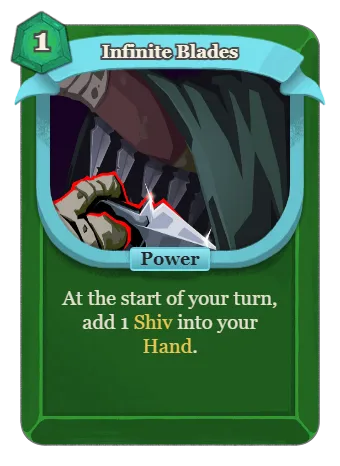 1
Infinite Blades
Power
At the start of your turn,
add 1 Shiv into your
Hand.